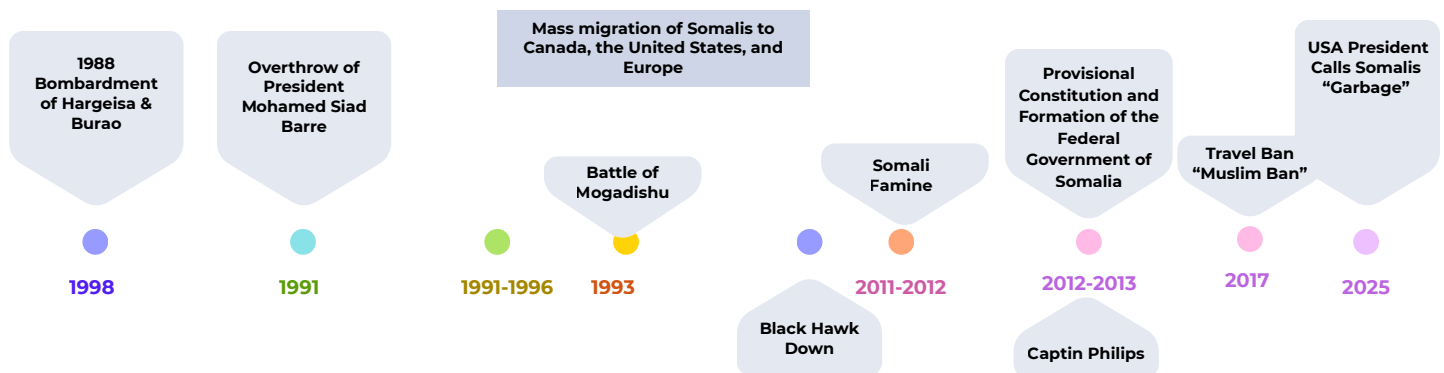 1988
Bombardment
of Hargeisa &
Burao
1998
Overthrow of
President
Mohamed Siad
Barre
1991
Mass migration of Somalis to
Canada, the United States, and
Europe
1991-1996
Battle of
Mogadishu
1993
Black Hawk
Down
Somali
Famine
2011-2012
Provisional
Constitution and
Formation of the
Federal
Government of
Somalia
2012-2013
Captin Philips
Travel Ban
“Muslim Ban”
2017
USA President
Calls Somalis
“Garbage”
2025